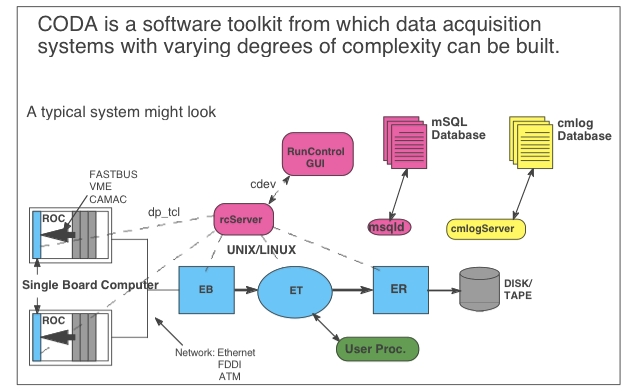 CODA is a software toolkit from which data acquisition
systems with varying degrees of complexity can be built.
A typical system might look
mSQL
Database
cmlog
Database
RunControl
GUI
FASTBUS
VME
CAMAC
cdev
ROC
dp_tcl
rcServer
msqld
cmlogServer
UNIX/LINUX
Single Board Computer
EB
ET
ER
DISK/
TAPE
ROC
User Proc.
Network: Ethernet
FDDI
ATM